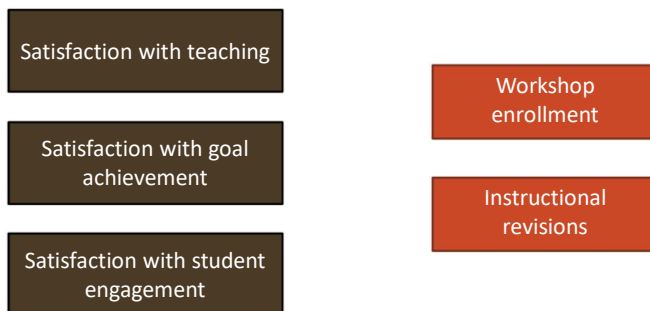 Satisfaction with teaching
Satisfaction with goal
achievement
Satisfaction with student
engagement
Workshop
enrollment
Instructional
revisions